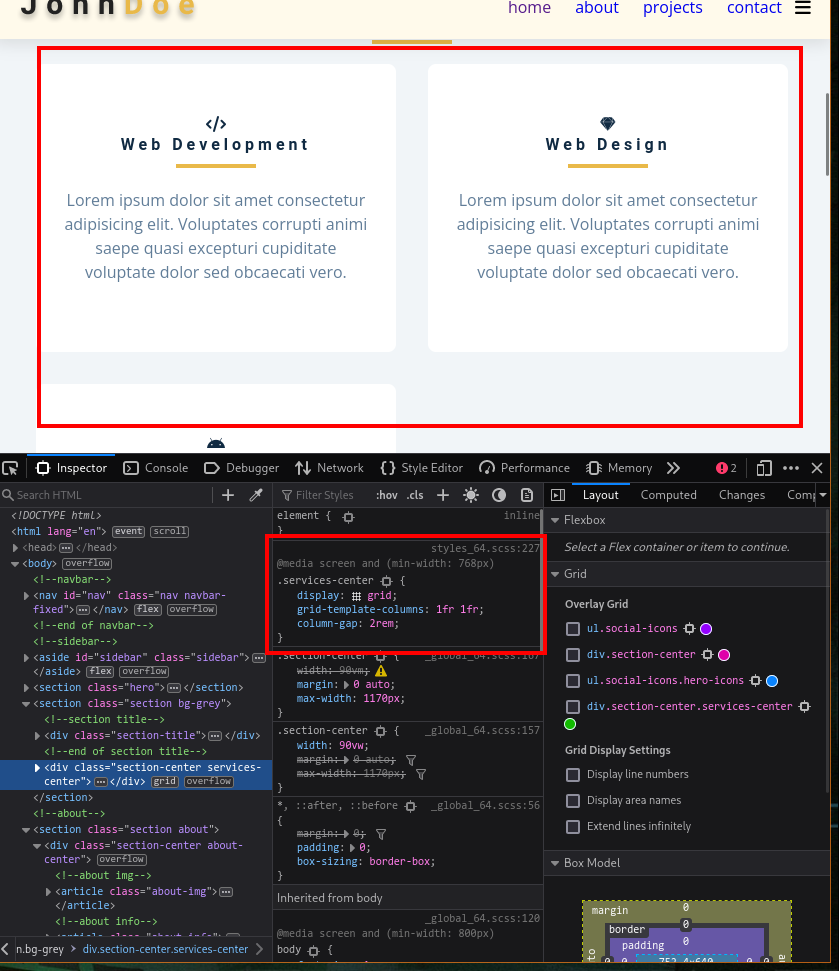 JohnDoe
home about projects contact
Web Development
Lorem ipsum dolor sit amet consectetur
adipisicing elit. Voluptates corrupti animi
saepe quasi excepturi cupiditate
voluptate dolor sed obcaecati vero.
Web Design
Lorem ipsum dolor sit amet consectetur
adipisicing elit. Voluptates corrupti animi
saepe quasi excepturi cupiditate
voluptate dolor sed obcaecati vero.
Inspector Console Debugger Network Style Editor Performance Memory 2
Search HTML
<!DOCTYPE html>
<html lang="en"> event scroll
<head> </head>
<body> overflow
<!--navbar-->
<nav id="nav" class="nav navbar-
fixed"> </nav> flex overflow
<!--end of navbar-->
<!--sidebar-->
<aside id="sidebar" class="sidebar">
</aside> flex overflow
<section class="hero"> </section>
<section class="section bg-grey">
<!--section title-->
<div class="section-title"> </div>
<!--end of section title-->
<div class="section-center services-
center"> </div> grid overflow
</section>
<!--about-->
<section class="section about">
<div class="section-center about-
center"> overflow
<!--about img-->
<article class="about-img">
</article>
<!--about info-->
<article class="about-info">
n.bg-grey > div.section-center.services-center
Filter Styles :hov .cls
element { inline
}
styles_64.scss:227
@media screen and (min-width: 768px)
.services-center {
display: grid;
grid-template-columns: 1fr 1fr;
column-gap: 2rem;
}
.section-center { _global_64.scss:167
width: 90vw;
margin: 0 auto;
max-width: 1170px;
}
.section-center { _global_64.scss:157
width: 90vw;
margin: 0 auto;
max-width: 1170px;
}
*, ::after, ::before _global_64.scss:56
{
margin: 0;
padding: 0;
box-sizing: border-box;
}
Inherited from body
_global_64.scss:120
@media screen and (min-width: 800px)
body {
Layout Computed Changes Comp
Flexbox
Select a Flex container or item to continue.
Grid
Overlay Grid
ul.social-icons
div.section-center
ul.social-icons.hero-icons
div.section-center.services-center
Grid Display Settings
Display line numbers
Display area names
Extend lines infinitely
Box Model
margin 0
border 0
padding 0